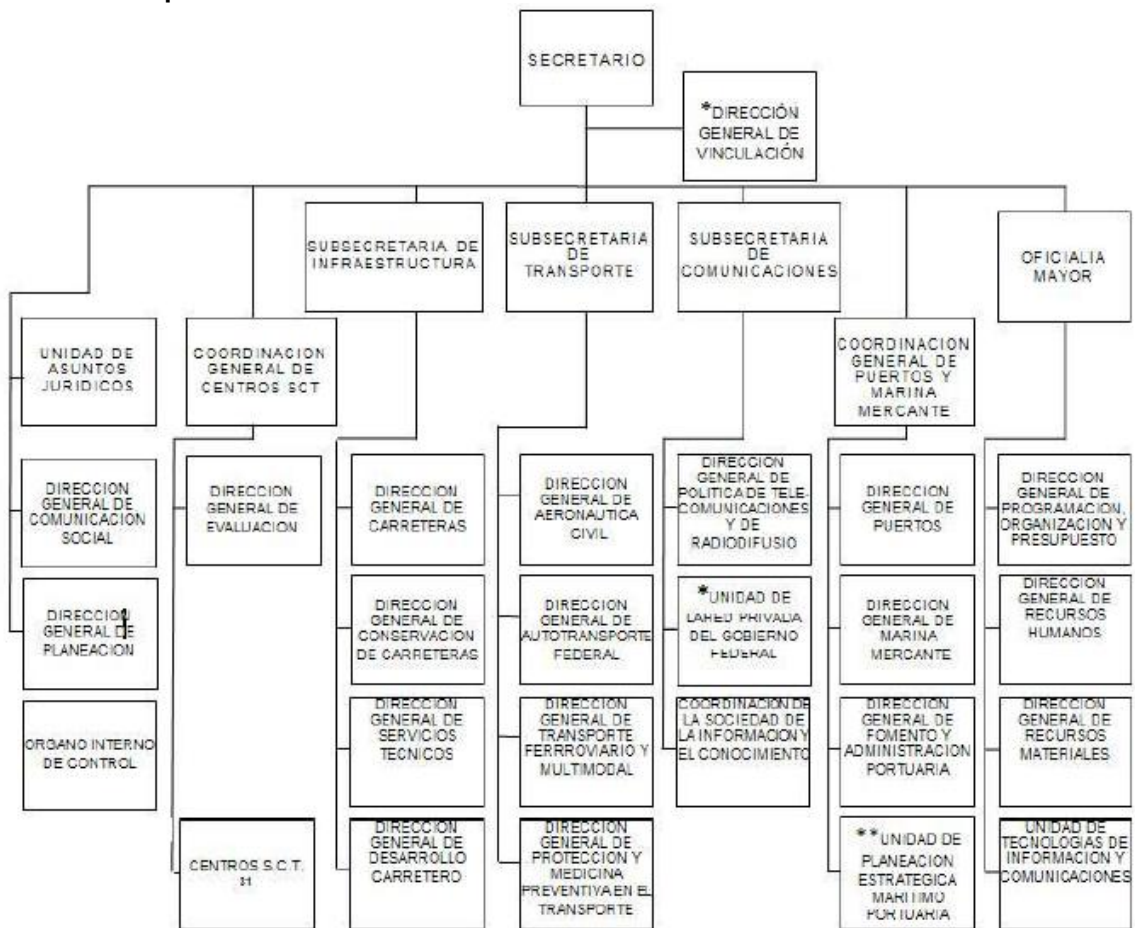 SECRETARIO
*DIRECCIÓN
GENERAL DE
VINCULACIÓN
SUBSECRETARIA DE
INFRAESTRUCTURA
SUBSECRETARIA
DE
TRANSPORTE
SUBSECRETARIA
DE
COMUNICACIONES
OFICIALIA
MAYOR
UNIDAD DE
ASUNTOS
JURIDICOS
COORDINACION
GENERAL DE
CENTROS SCT
COORDINACION
GENERAL DE
PUERTOS Y
MARINA
MERCANTE
DIRECCION
GENERAL DE
COMUNICACION
SOCIAL
DIRECCION
GENERAL DE
EVALUACION
DIRECCION
GENERAL DE
CARRETERAS
DIRECCION
GENERAL DE
AERONAUTICA
CIVIL
DIRECCION
GENERAL DE
POLITICA DE TELE-
COMUNICACIONES
Y DE
RADIODIFUSIO
DIRECCION
GENERAL DE
PUERTOS
DIRECCION
GENERAL DE
PROGRAMACION,
ORGANIZACION Y
PRESUPUESTO
DIRECCION
GENERAL DE
PLANEACION
DIRECCION
GENERAL DE
CONSERVACION
DE CARRETERAS
DIRECCION
GENERAL DE
AUTOTRANSPORTE
FEDERAL
*UNIDAD DE
LARED PRIVADA
DEL GOBIERNO
FEDERAL
DIRECCION
GENERAL DE
MARINA
MERCANTE
DIRECCION
GENERAL DE
RECURSOS
HUMANOS
ORGANO INTERNO
DE CONTROL
DIRECCION
GENERAL DE
SERVICIOS
TECNICOS
DIRECCION
GENERAL DE
TRANSPORTE
FERRROVIARIO Y
MULTIMODAL
COORDINACION DE
LA SOCIEDAD DE
LA INFORMACION Y
EL CONOCIMIENTO
DIRECCION
GENERAL DE
FOMENTO Y
ADMINISTRACION
PORTUARIA
DIRECCION
GENERAL DE
RECURSOS
MATERIALES
CENTROS S.C.T.
31
DIRECCION
GENERAL DE
DESARROLLO
CARRETERO
DIRECCION
GENERAL DE
PROTECCION Y
MEDICINA
PREVENTIVA EN EL
TRANSPORTE
**UNIDAD DE
PLANEACION
ESTRATEGICA
MARITIMO
PORTUARIA
UNIDAD DE
TECNOLOGIAS DE
INFORMACION Y
COMUNICACIONES